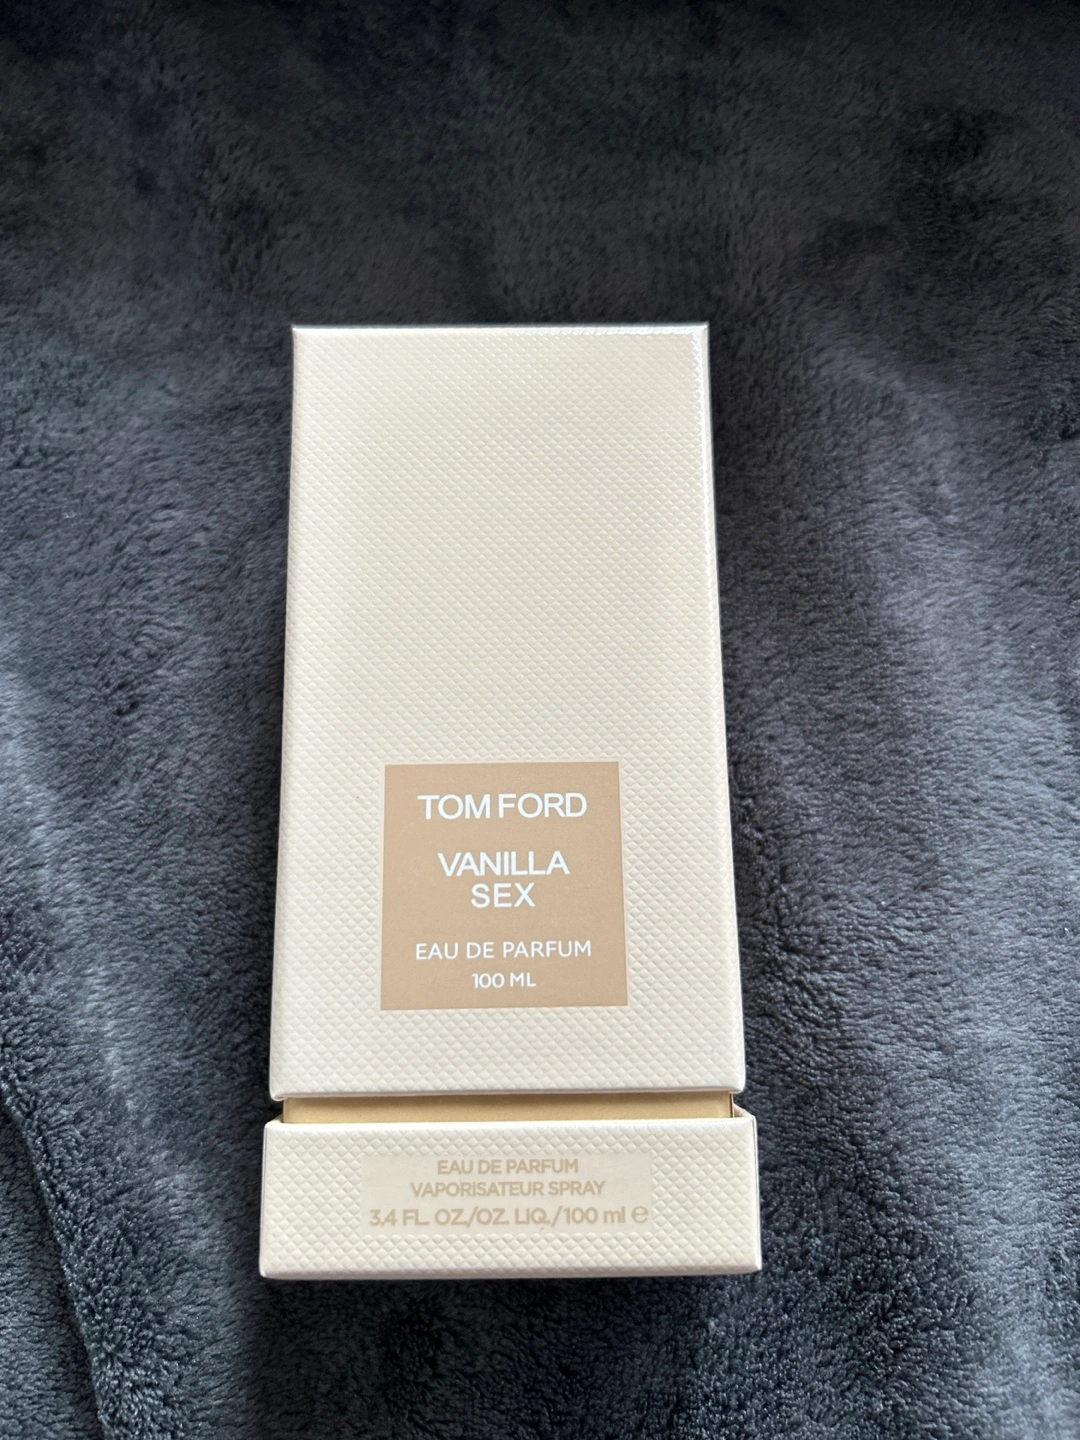 TOM FORD
VANILLA
SEX
EAU DE PARFUM
100 ML
EAU DE PARFUM
VAPORISATEUR SPRAY
3.4 FL. OZ./OZ. LIQ./100 ml ℮